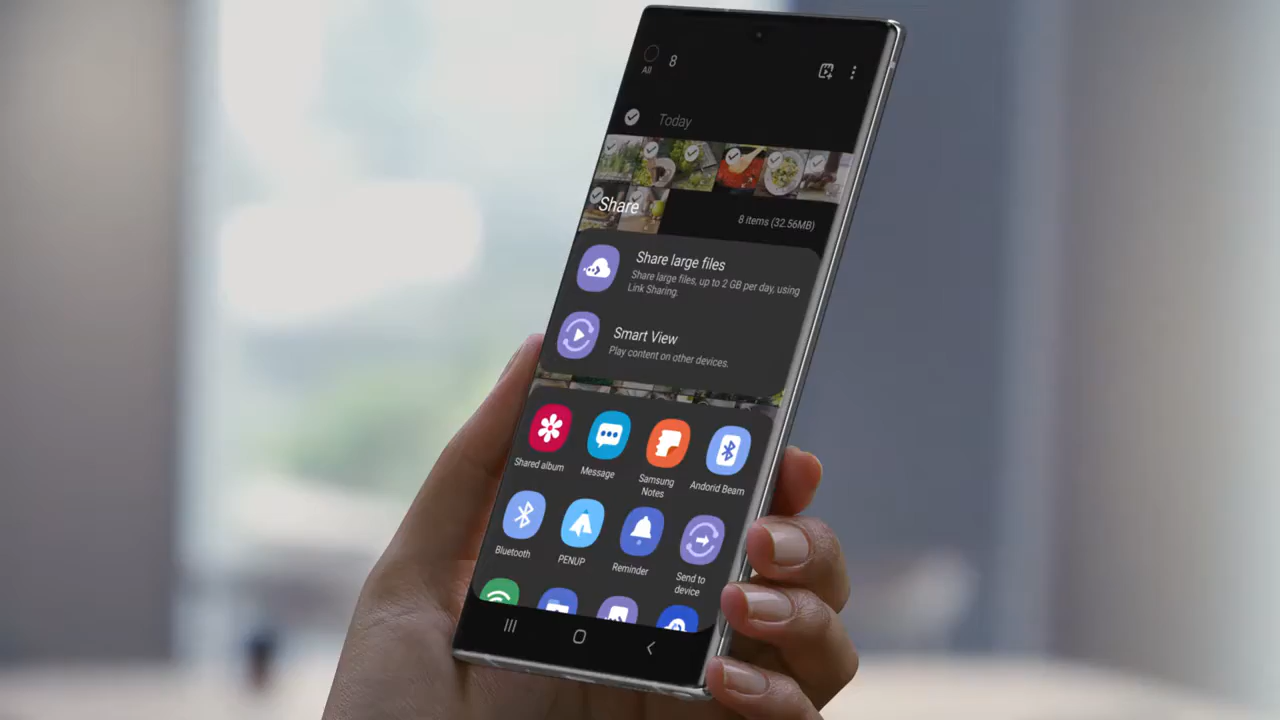 8
All
Today
Share
8 items (32.56MB)
Share large files
Share large files, up to 2 GB per day, using
Link Sharing.
Smart View
Play content on other devices.
Shared album
Message
Samsung
Notes
Andorid Beam
Bluetooth
PENUP
Reminder
Send to
device